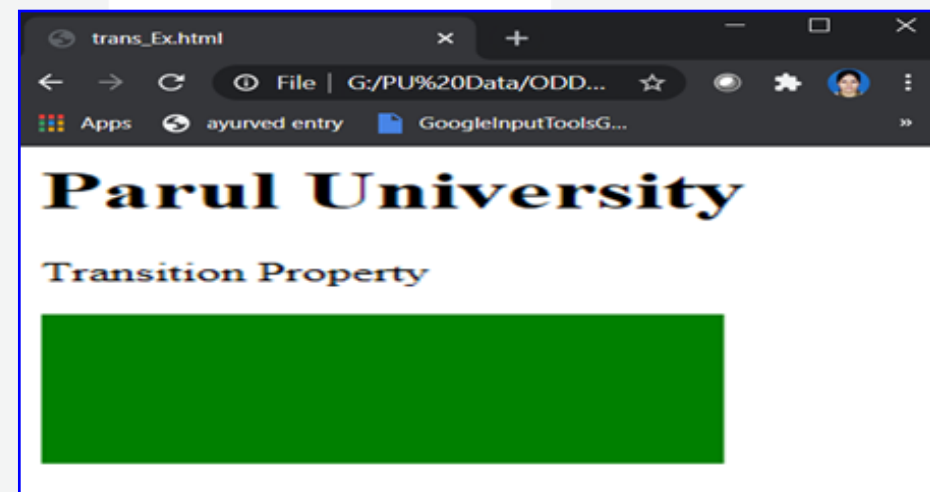 trans_Ex.html
File | G:/PU%20Data/ODD...
Apps ayurved entry GoogleInputToolsG...
Parul University
Transition Property